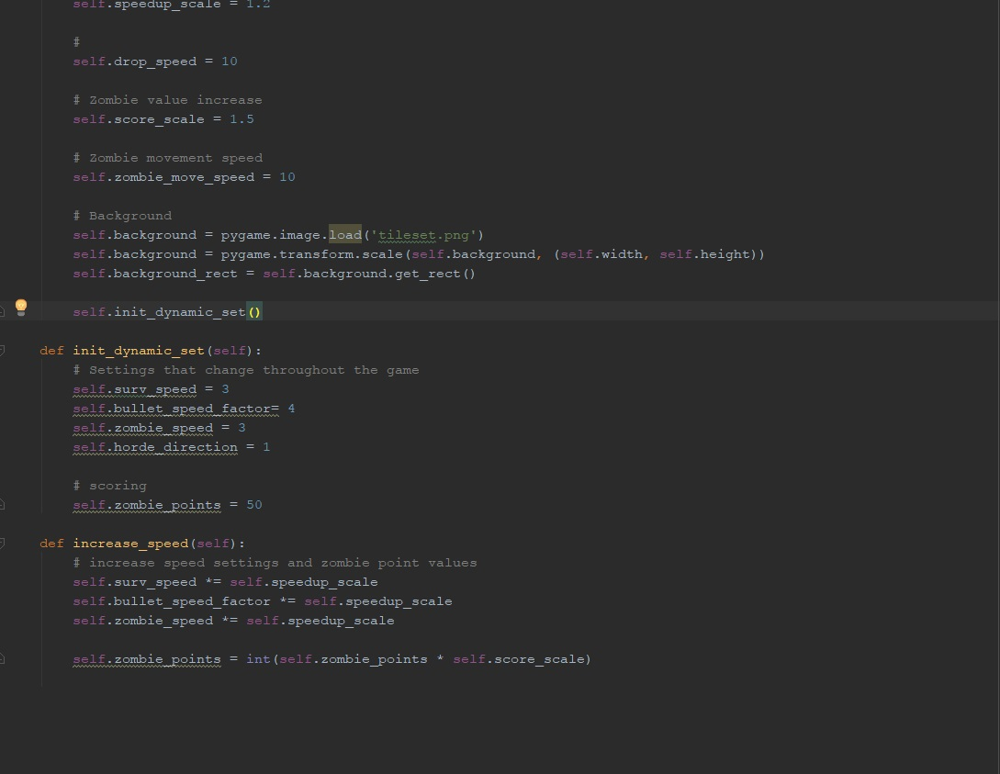 self.speedup_scale = 1.2
#
self.drop_speed = 10
# Zombie value increase
self.score_scale = 1.5
# Zombie movement speed
self.zombie_move_speed = 10
# Background
self.background = pygame.image.load('tileset.png')
self.background = pygame.transform.scale(self.background, (self.width, self.height))
self.background_rect = self.background.get_rect()
self.init_dynamic_set()
def init_dynamic_set(self):
# Settings that change throughout the game
self.surv_speed = 3
self.bullet_speed_factor= 4
self.zombie_speed = 3
self.horde_direction = 1
# scoring
self.zombie_points = 50
def increase_speed(self):
# increase speed settings and zombie point values
self.surv_speed *= self.speedup_scale
self.bullet_speed_factor *= self.speedup_scale
self.zombie_speed *= self.speedup_scale
self.zombie_points = int(self.zombie_points * self.score_scale)